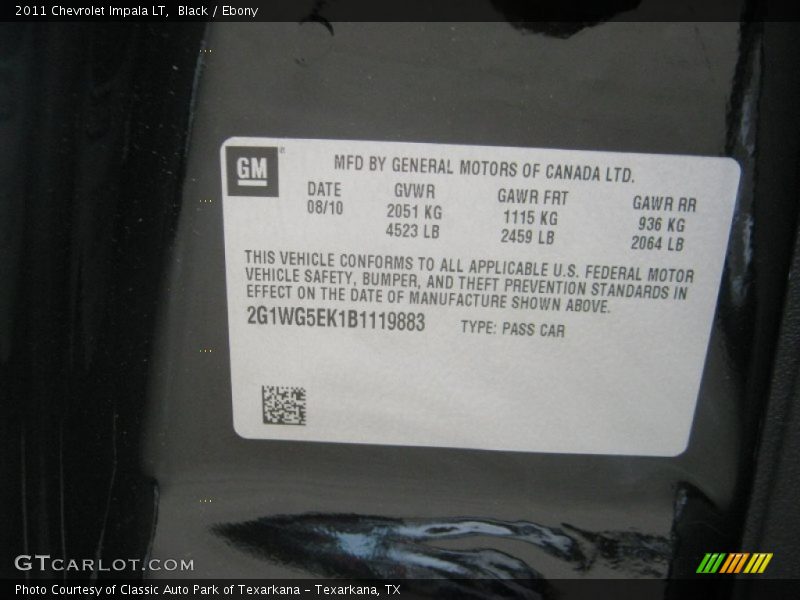 2011 Chevrolet Impala LT,  Black / Ebony
GM
MFD BY GENERAL MOTORS OF CANADA LTD.
DATE GVWR GAWR FRT GAWR RR
08/10 2051 KG 1115 KG 936 KG
4523 LB 2459 LB 2064 LB
THIS VEHICLE CONFORMS TO ALL APPLICABLE U.S. FEDERAL MOTOR
VEHICLE SAFETY, BUMPER, AND THEFT PREVENTION STANDARDS IN
EFFECT ON THE DATE OF MANUFACTURE SHOWN ABOVE.
2G1WG5EK1B1119883 TYPE: PASS CAR
GTCARLOT.COM
Photo Courtesy of Classic Auto Park of Texarkana - Texarkana, TX